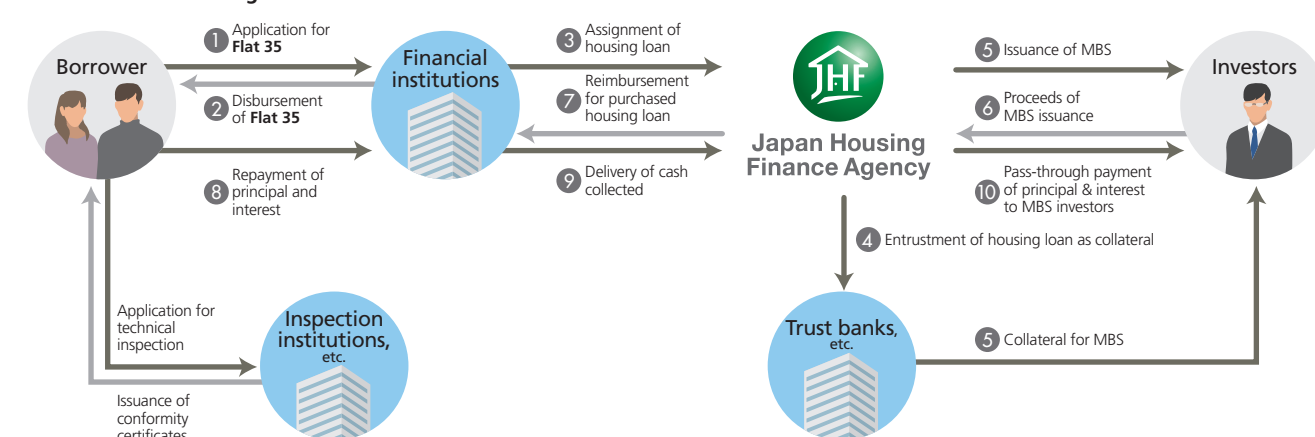 Borrower
1 Application for
Flat 35
2 Disbursement
of Flat 35
8 Repayment of
principal and
interest
Financial
institutions
3 Assignment of
housing loan
7 Reimbursement
for purchased
housing loan
9 Delivery of cash
collected
JHF
Japan Housing
Finance Agency
5 Issuance of MBS
6 Proceeds of
MBS issuance
10 Pass-through payment
of principal & interest
to MBS investors
Investors
4 Entrustment of housing loan as collateral
Application for
technical
inspection
Issuance of
conformity
certificates
Inspection
institutions,
etc.
Trust banks,
etc.
5 Collateral for MBS